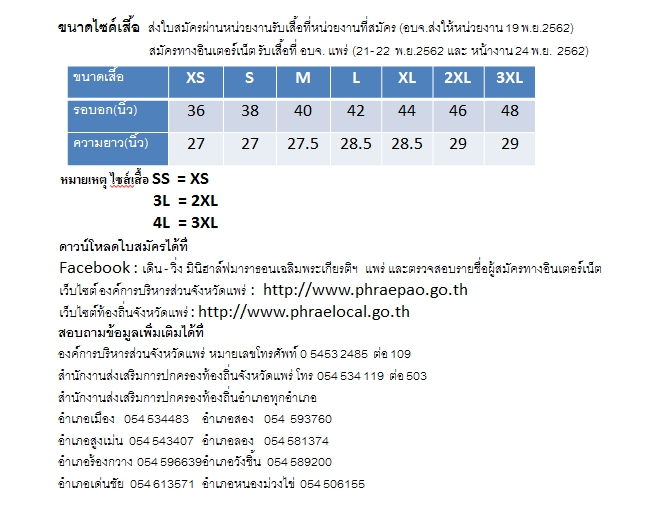 ขนาดไซค์เสื้อ ส่งใบสมัครผ่านหน่วยงานรับเสื้อที่หน่วยงานที่สมัคร (อบจ.ส่งให้หน่วยงาน 19 พ.ย.2562)
สมัครทางอินเตอร์เน็ต รับเสื้อที่ อบจ. แพร่ (21- 22 พ.ย.2562 และ หน้างาน 24 พ.ย. 2562)
ขนาดเสื้อ XS S M L XL 2XL 3XL
รอบอก(นิ้ว) 36 38 40 42 44 46 48
ความยาว(นิ้ว) 27 27 27.5 28.5 28.5 29 29
หมายเหตุ ไซส์เสื้อ SS = XS
3L = 2XL
4L = 3XL
ดาวน์โหลดใบสมัครได้ที่
Facebook : เดิน - วิ่ง มินิฮาล์ฟมาราธอนเฉลิมพระเกียรติฯ แพร่ และตรวจสอบรายชื่อผู้สมัครทางอินเตอร์เน็ต
เว็บไซต์ องค์การบริหารส่วนจังหวัดแพร่ : http://www.phraepao.go.th
เว็บไซต์ท้องถิ่นจังหวัดแพร่ : http://www.phraelocal.go.th
สอบถามข้อมูลเพิ่มเติมได้ที่
องค์การบริหารส่วนจังหวัดแพร่ หมายเลขโทรศัพท์ 0 5453 2485 ต่อ 109
สำนักงานส่งเสริมการปกครองท้องถิ่นจังหวัดแพร่ โทร 054 534 119 ต่อ 503
สำนักงานส่งเสริมการปกครองท้องถิ่นอำเภอทุกอำเภอ
อำเภอเมือง 054 534483 อำเภอสอง 054 593760
อำเภอสูงเม่น 054 543407 อำเภอลอง 054 581374
อำเภอร้องกวาง 054 596639อำเภอวังชิ้น 054 589200
อำเภอเด่นชัย 054 613571 อำเภอหนองม่วงไข่ 054 506155